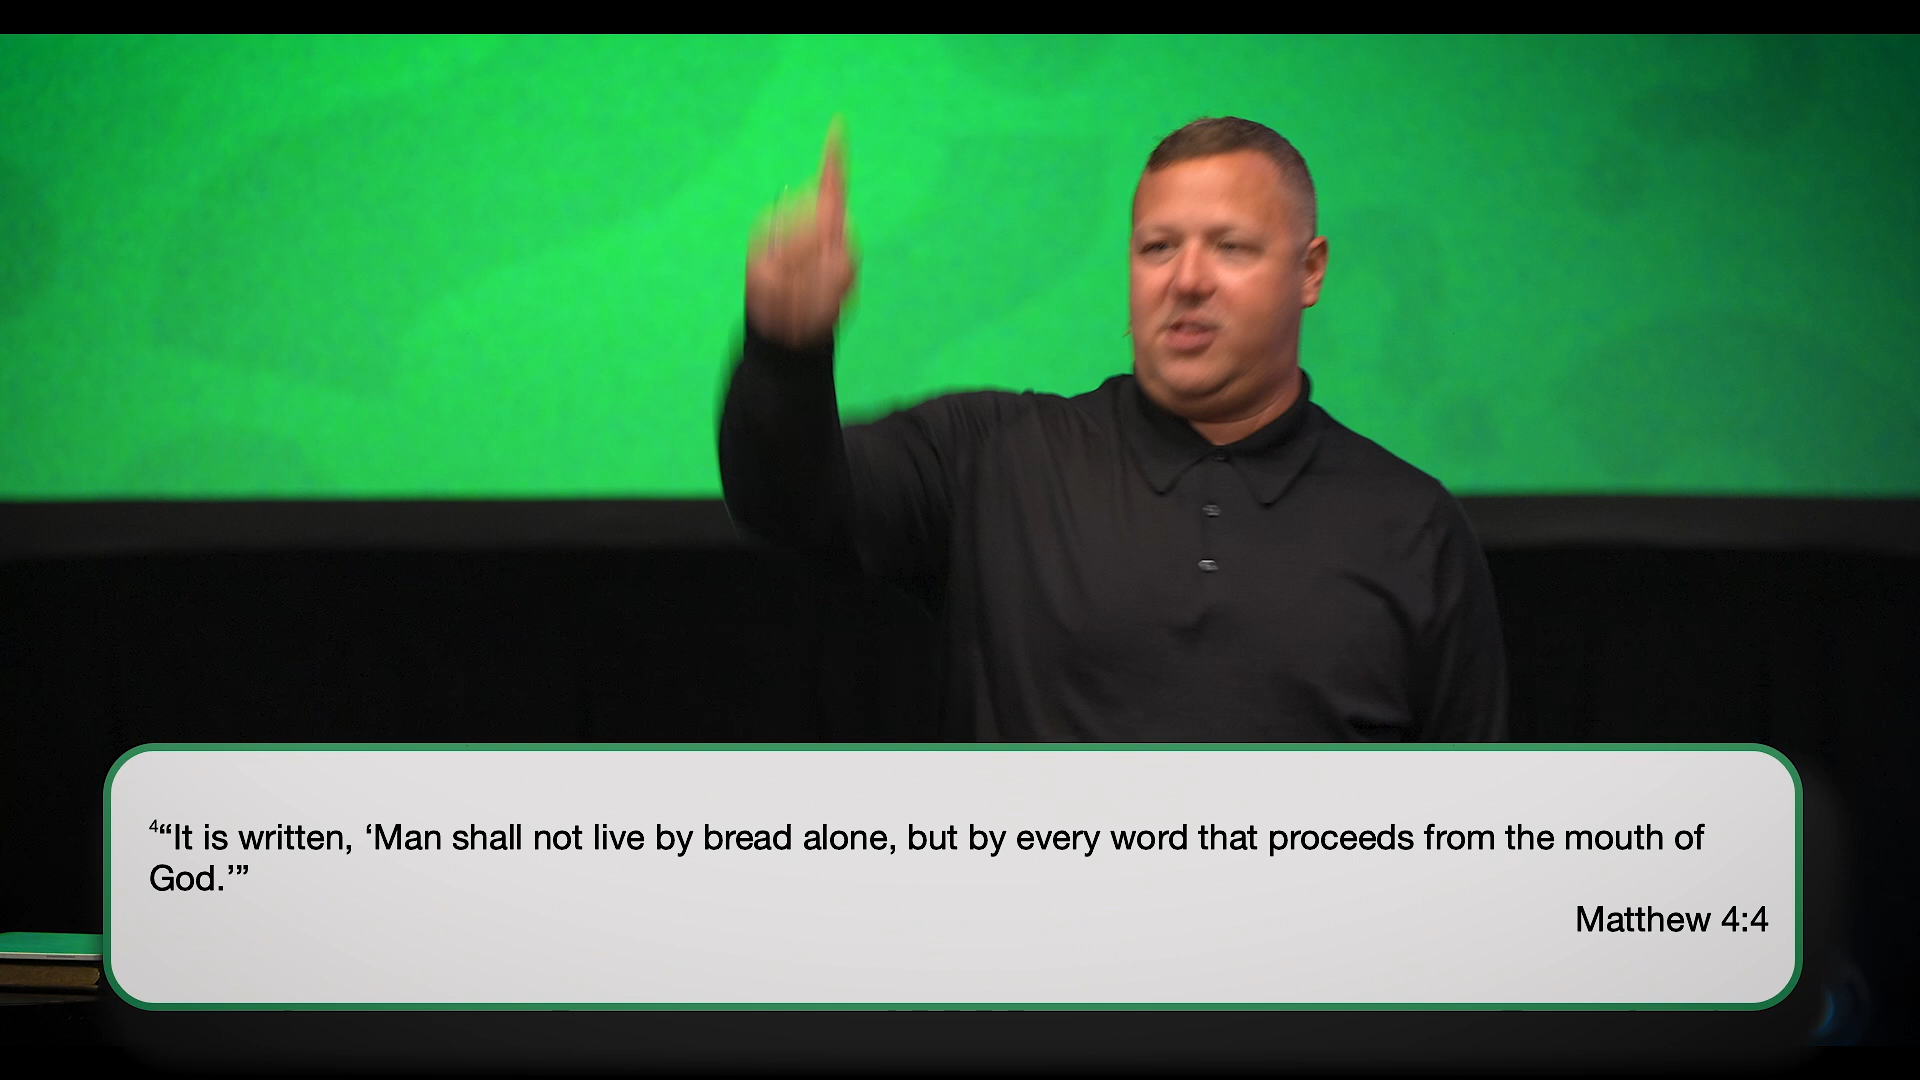 ⁴“It is written, ‘Man shall not live by bread alone, but by every word that proceeds from the mouth of
God.’”
Matthew 4:4